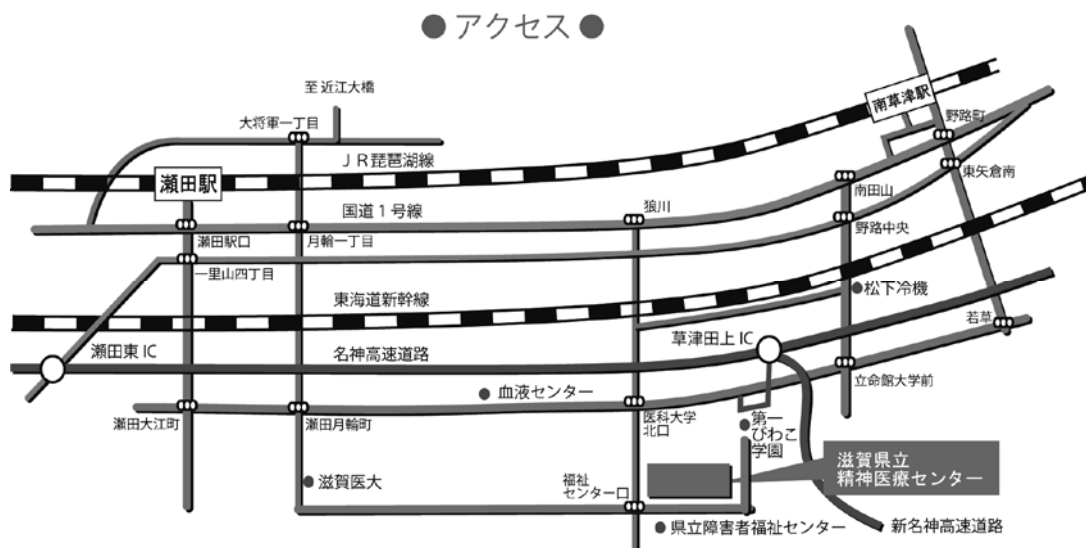 ● アクセス ●
至 近江大橋
大将軍一丁目
南草津駅
野路町
JR琵琶湖線
瀬田駅
東矢倉南
南田山
国道1号線
狼川
瀬田駅口
月輪一丁目
野路中央
一里山四丁目
東海道新幹線
松下冷機
若草
瀬田東IC
名神高速道路
草津田上IC
立命館大学前
血液センター
瀬田大江町
瀬田月輪町
医科大学
北口
第一
びわこ
学園
滋賀県立
精神医療センター
滋賀医大
福祉
センター口
県立障害者福祉センター
新名神高速道路